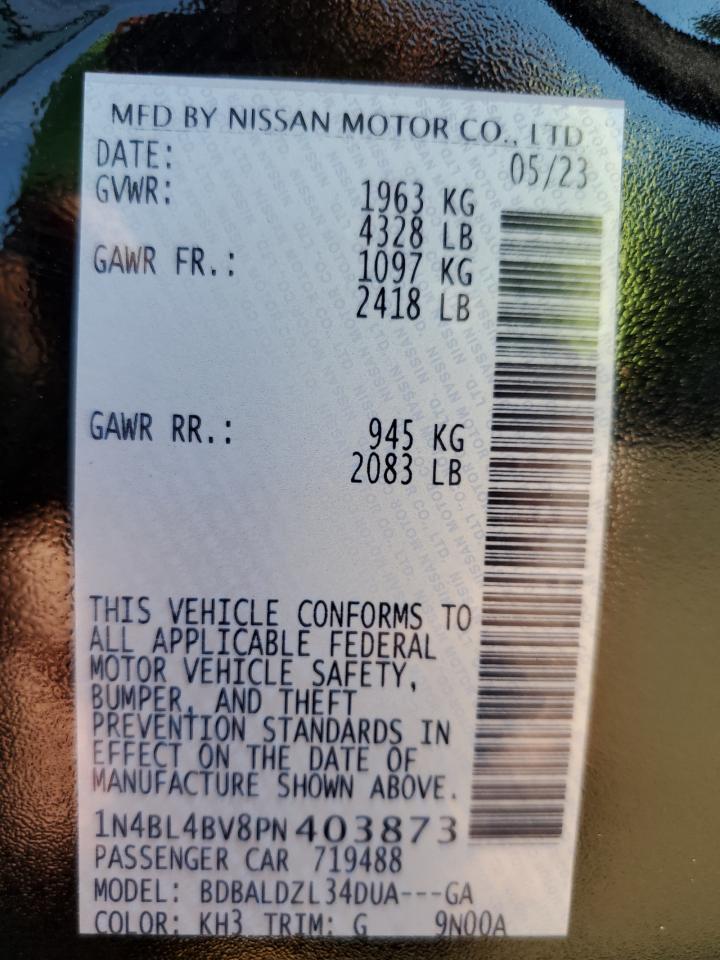 MFD BY NISSAN MOTOR CO., LTD
DATE: 05/23
GVWR: 1963 KG
4328 LB
GAWR FR.: 1097 KG
2418 LB
GAWR RR.: 945 KG
2083 LB
THIS VEHICLE CONFORMS TO
ALL APPLICABLE FEDERAL
MOTOR VEHICLE SAFETY,
BUMPER, AND THEFT
PREVENTION STANDARDS IN
EFFECT ON THE DATE OF
MANUFACTURE SHOWN ABOVE.
1N4BL4BV8PN403873
PASSENGER CAR 719488
MODEL: BDBALDZL34DUA---GA
COLOR: KH3 TRIM: G 9N00A